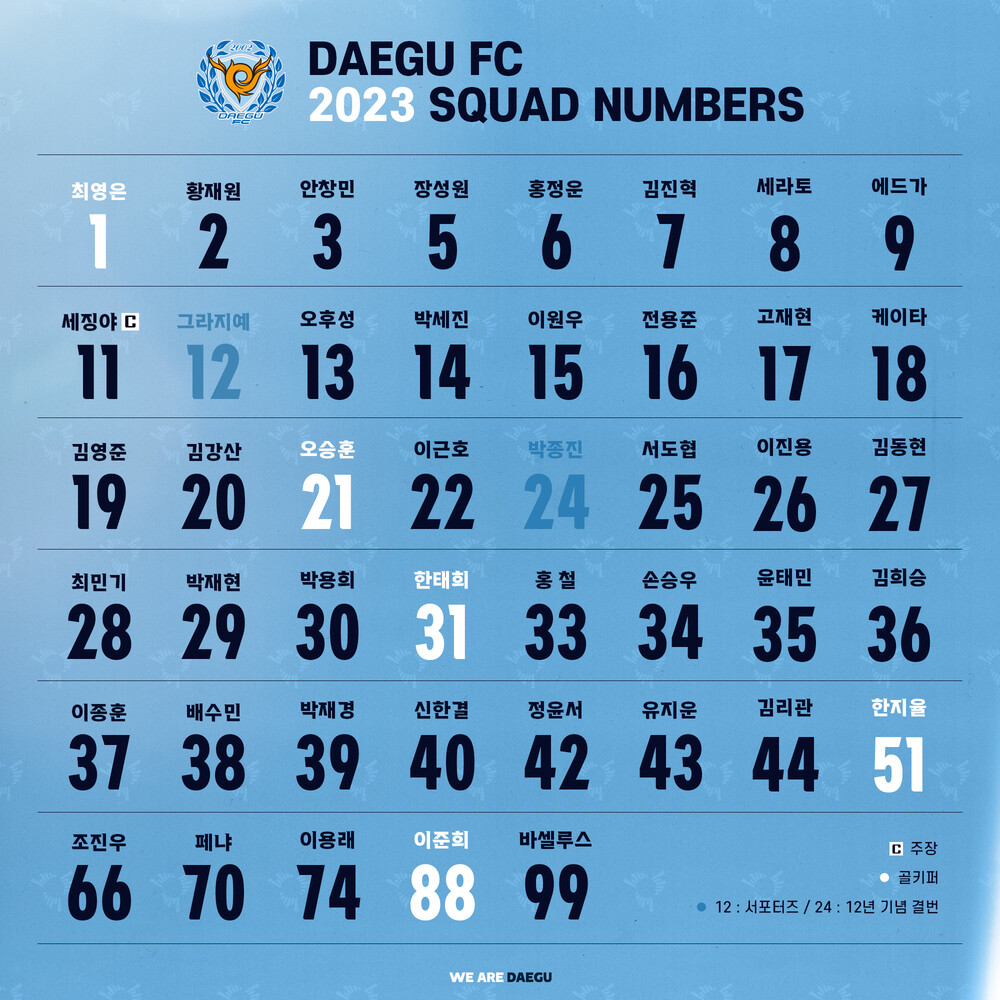 2002
DAEGU
FC
DAEGU FC
2023 SQUAD NUMBERS
최영은 황재원 안창민 장성원 홍정운 김진혁 세라토 에드가
1 2 3 5 6 7 8 9
세징야 C 그라지예 오후성 박세진 이원우 전용준 고재현 케이타
11 12 13 14 15 16 17 18
김영준 김강산 오승훈 이근호 박종진 서도협 이진용 김동현
19 20 21 22 24 25 26 27
최민기 박재현 박용희 한태희 홍 철 손승우 윤태민 김희승
28 29 30 31 33 34 35 36
이종훈 배수민 박재경 신한결 정윤서 유지운 김리관 한지율
37 38 39 40 42 43 44 51
조진우 페냐 이용래 이준희 바셀루스
66 70 74 88 99
C 주장
골키퍼
12 : 서포터즈 / 24 : 12년 기념 결번
WE ARE DAEGU